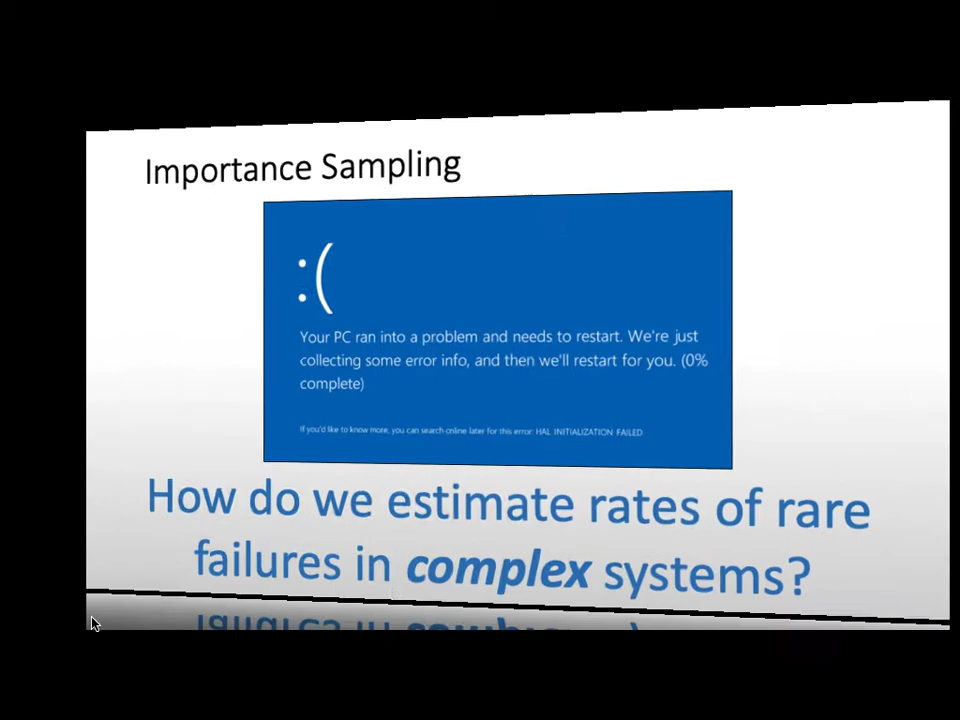 Importance Sampling
:(
Your PC ran into a problem and needs to restart. We're just
collecting some error info, and then we'll restart for you. (0%
complete)
If you'd like to know more, you can search online later for this error: HAL INITIALIZATION FAILED
How do we estimate rates of rare
failures in complex systems?